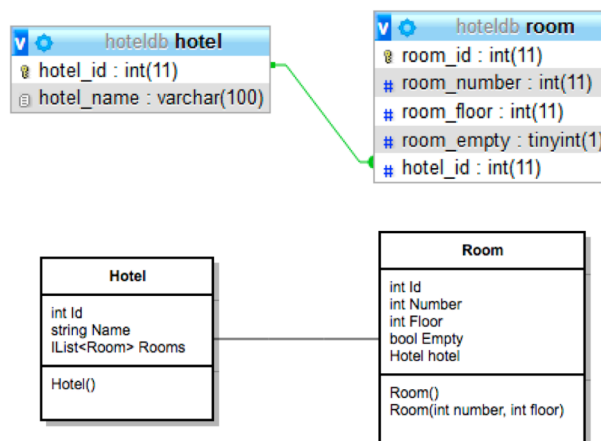 hoteldb hotel
hotel_id : int(11)
hotel_name : varchar(100)
hoteldb room
room_id : int(11)
room_number : int(11)
room_floor : int(11)
room_empty : tinyint(1)
hotel_id : int(11)
Hotel
int Id
string Name
IList<Room> Rooms
Hotel()
Room
int Id
int Number
int Floor
bool Empty
Hotel hotel
Room()
Room(int number, int floor)